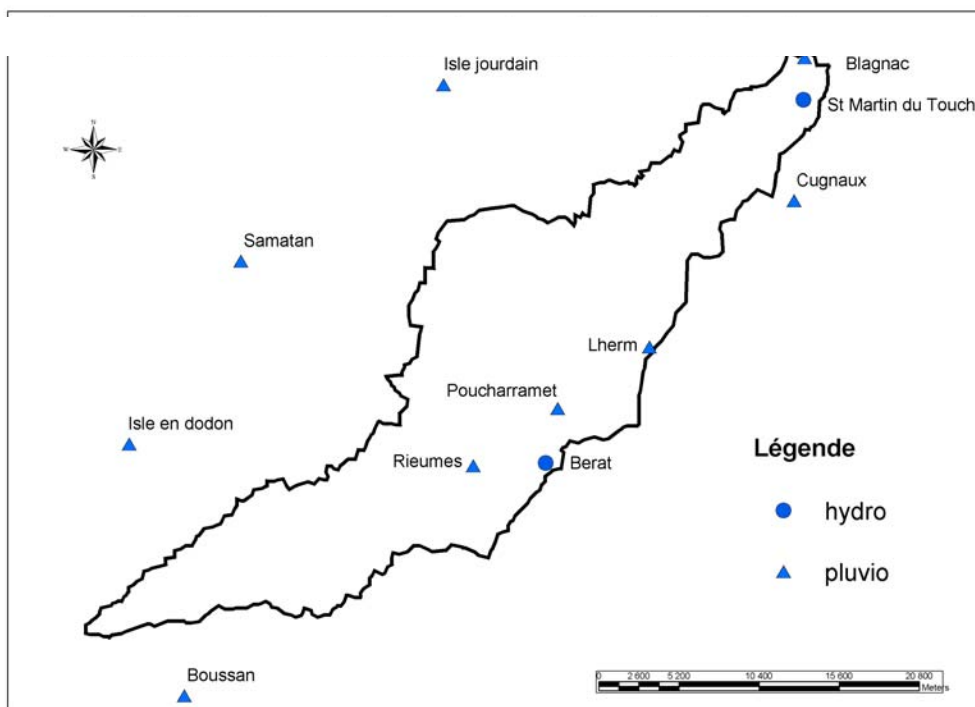 Isle jourdain
Blagnac
St Martin du Touch
N
W
E
S
Cugnaux
Samatan
Lherm
Poucharramet
Isle en dodon
Rieumes
Berat
Légende
hydro
pluvio
Boussan
0 2 600 5 200 10 400 15 600 20 800
Meters